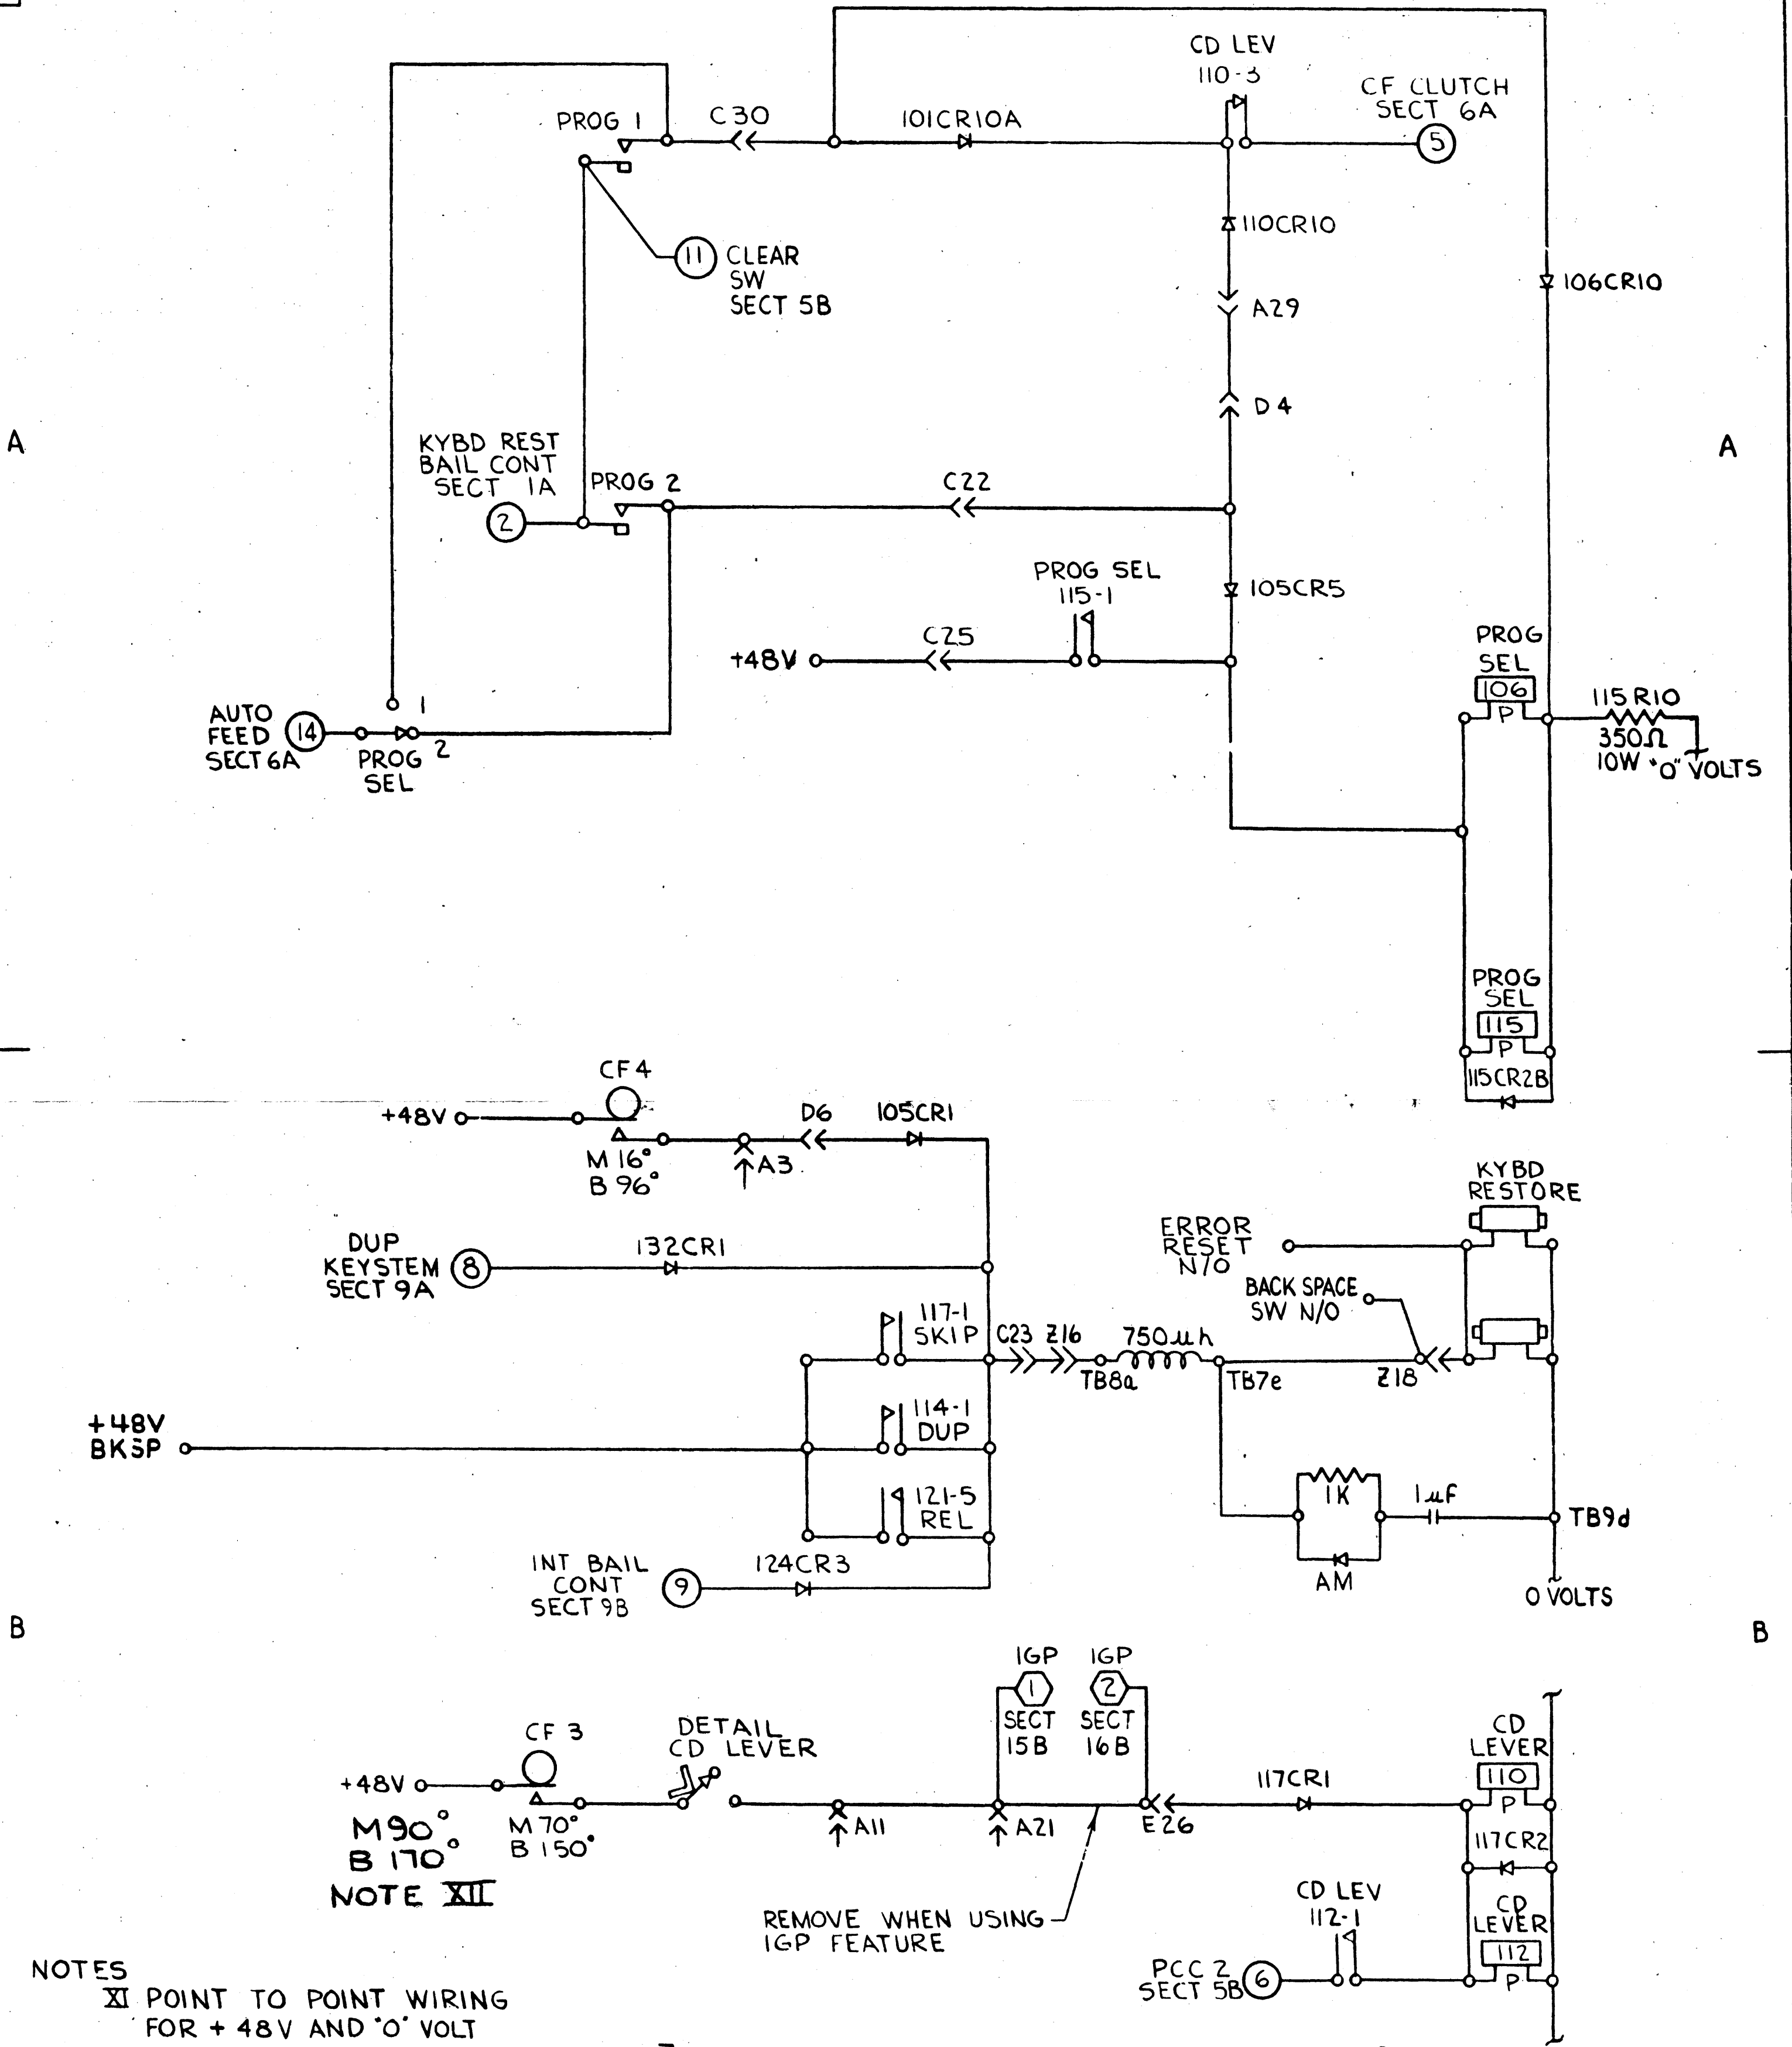 CD LEV
110-3
CF CLUTCH
SECT 6A
5
PROG 1
C30
101CR10A
110CR10
11
CLEAR
SW
SECT 5B
106CR10
A29
D4
A
A
KYBD REST
BAIL CONT
SECT 1A
2
PROG 2
C22
PROG SEL
115-1
105CR5
+48V
C25
PROG
SEL
106
P
115R10
350Ω
10W "O" VOLTS
AUTO
FEED
SECT 6A
14
1
2
PROG
SEL
PROG
SEL
115
P
115CR2B
CF4
+48V
M 16°
B 96°
A3
D6
105CR1
KYBD
RESTORE
DUP
KEYSTEM
SECT 9A
8
132CR1
ERROR
RESET
N/O
BACK SPACE
SW N/O
117-1
SKIP
C23
Z16
750µh
TB8a
TB7e
Z18
+48V
BKSP
114-1
DUP
121-5
REL
1K
1µF
TB9d
AM
0 VOLTS
INT BAIL
CONT
SECT 9B
9
124CR3
B
B
IGP
1
SECT
15B
IGP
2
SECT
16B
CF 3
DETAIL
CD LEVER
+48V
M 70°
B 150°
M90°
B 170°
NOTE XII
A11
A21
E26
117CR1
CD
LEVER
110
P
117CR2
REMOVE WHEN USING
IGP FEATURE
CD LEV
112-1
CD
LEVER
112
P
PCC 2
SECT 5B
6
NOTES
XI POINT TO POINT WIRING
FOR + 48V AND "O" VOLT